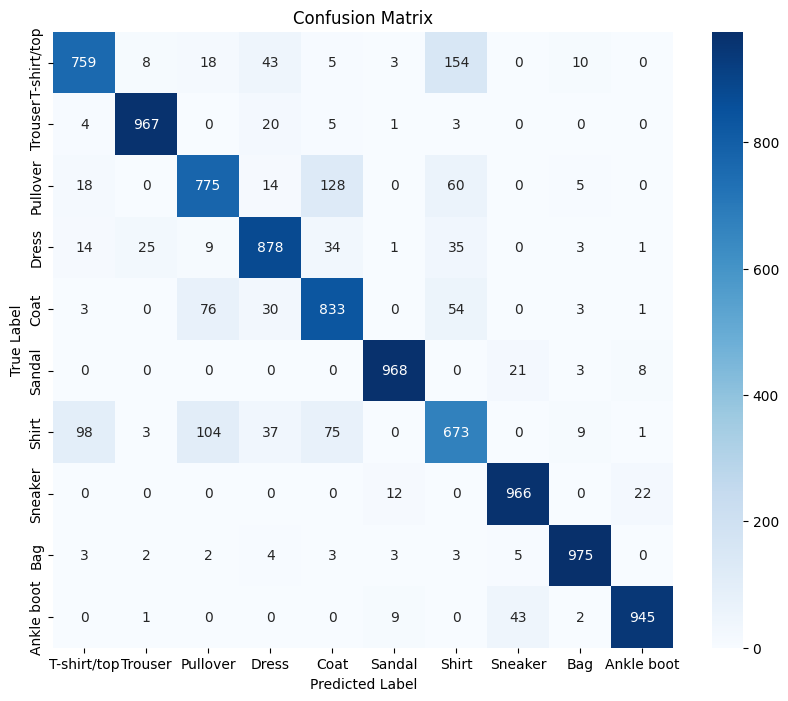 Confusion Matrix
T-shirt/top 759 8 18 43 5 3 154 0 10 0
Trouser 4 967 0 20 5 1 3 0 0 0
Pullover 18 0 775 14 128 0 60 0 5 0
Dress 14 25 9 878 34 1 35 0 3 1
Coat 3 0 76 30 833 0 54 0 3 1
Sandal 0 0 0 0 0 968 0 21 3 8
Shirt 98 3 104 37 75 0 673 0 9 1
Sneaker 0 0 0 0 0 12 0 966 0 22
Bag 3 2 2 4 3 3 3 5 975 0
Ankle boot 0 1 0 0 0 9 0 43 2 945
T-shirt/top Trouser Pullover Dress Coat Sandal Shirt Sneaker Bag Ankle boot
Predicted Label
True Label
800
600
400
200
0